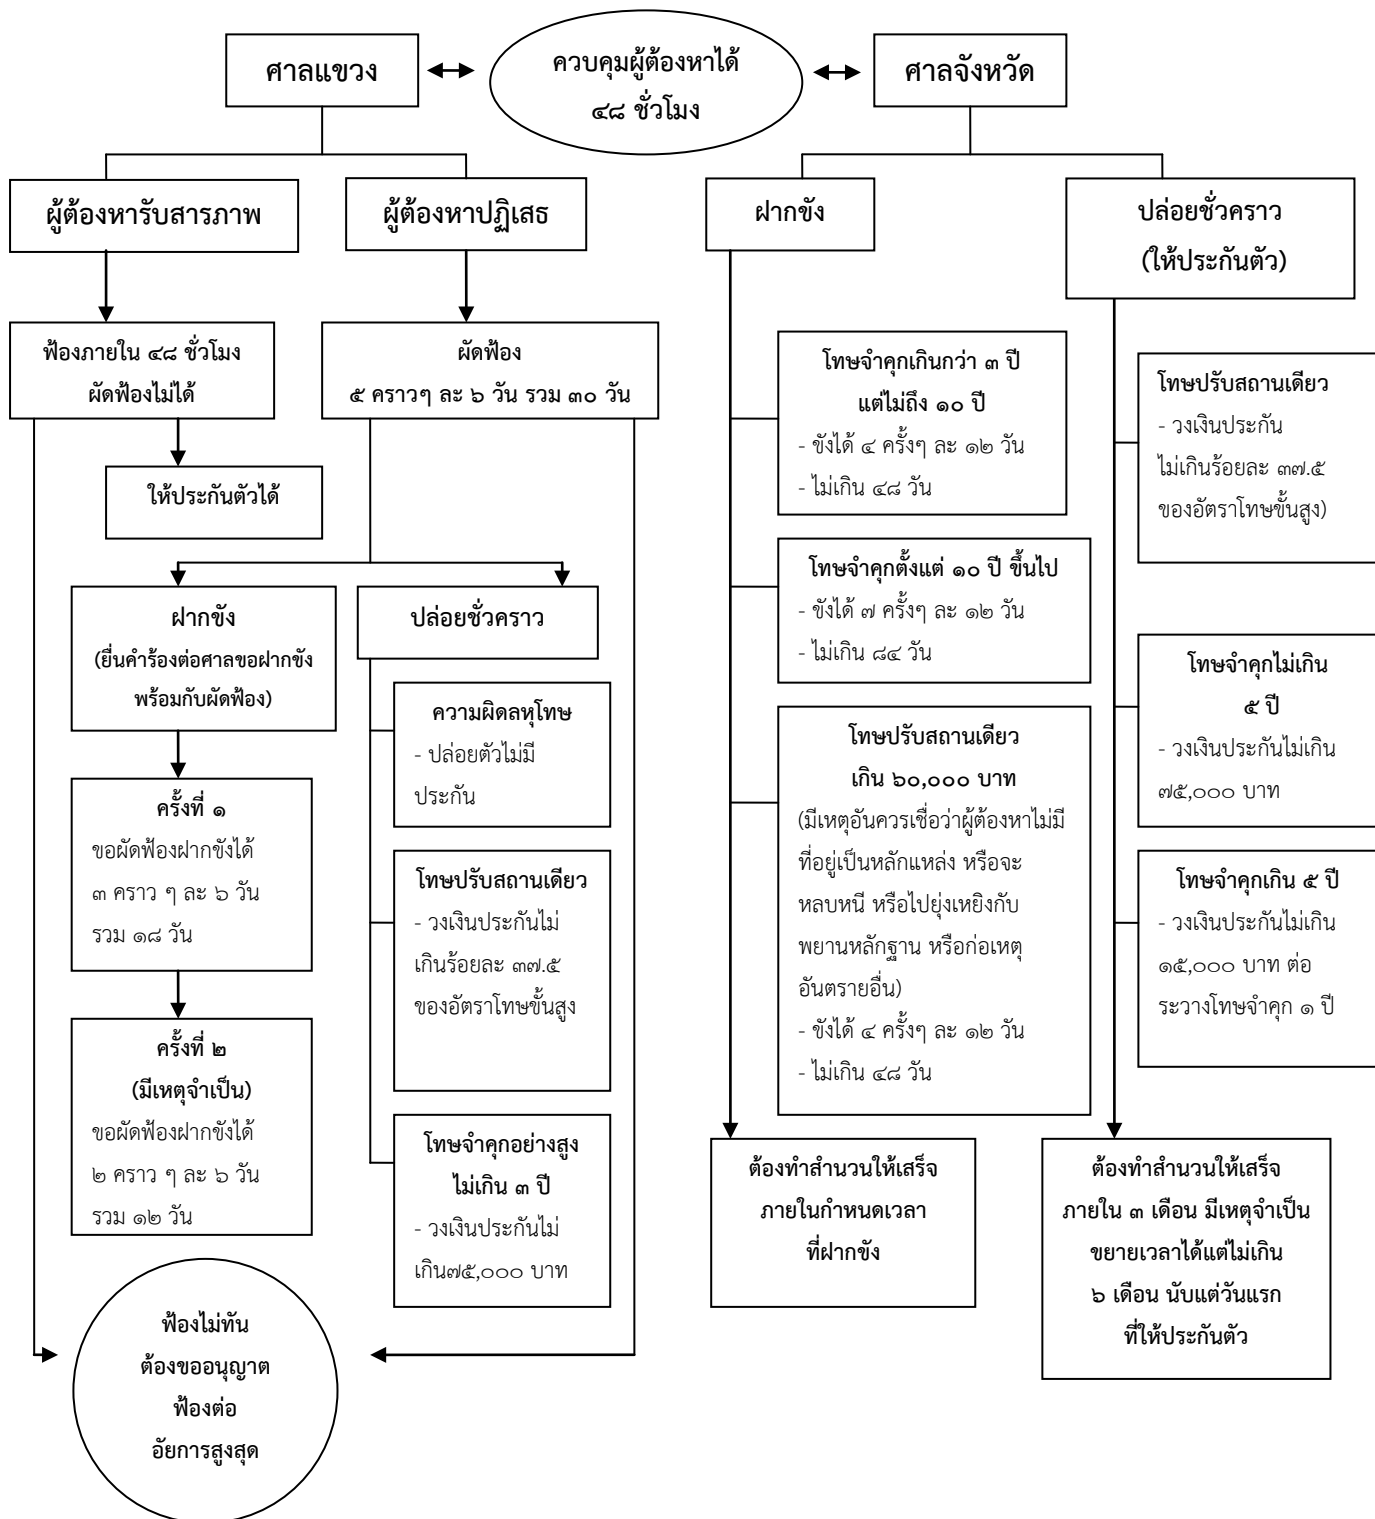 ศาลแขวง
ควบคุมผู้ต้องหาได้
๔๘ ชั่วโมง
ศาลจังหวัด
ผู้ต้องหารับสารภาพ
ผู้ต้องหาปฏิเสธ
ฝากขัง
ปล่อยชั่วคราว
(ให้ประกันตัว)
ฟ้องภายใน ๔๘ ชั่วโมง
ผัดฟ้องไม่ได้
ให้ประกันตัวได้
ผัดฟ้อง
๕ คราวๆ ละ ๖ วัน รวม ๓๐ วัน
ฝากขัง
(ยื่นคำร้องต่อศาลขอฝากขัง
พร้อมกับผัดฟ้อง)
ครั้งที่ ๑
ขอผัดฟ้องฝากขังได้
๓ คราว ๆ ละ ๖ วัน
รวม ๑๘ วัน
ครั้งที่ ๒
(มีเหตุจำเป็น)
ขอผัดฟ้องฝากขังได้
๒ คราว ๆ ละ ๖ วัน
รวม ๑๒ วัน
ปล่อยชั่วคราว
ความผิดลหุโทษ
- ปล่อยตัวไม่มี
ประกัน
โทษปรับสถานเดียว
- วงเงินประกันไม่
เกินร้อยละ ๓๗.๕
ของอัตราโทษขั้นสูง
โทษจำคุกอย่างสูง
ไม่เกิน ๓ ปี
- วงเงินประกันไม่
เกิน๗๕,๐๐๐ บาท
ฟ้องไม่ทัน
ต้องขออนุญาต
ฟ้องต่อ
อัยการสูงสุด
โทษจำคุกเกินกว่า ๓ ปี
แต่ไม่ถึง ๑๐ ปี
- ขังได้ ๔ ครั้งๆ ละ ๑๒ วัน
- ไม่เกิน ๔๘ วัน
โทษจำคุกตั้งแต่ ๑๐ ปี ขึ้นไป
- ขังได้ ๗ ครั้งๆ ละ ๑๒ วัน
- ไม่เกิน ๘๔ วัน
โทษปรับสถานเดียว
เกิน ๖๐,๐๐๐ บาท
(มีเหตุอันควรเชื่อว่าผู้ต้องหาไม่มี
ที่อยู่เป็นหลักแหล่ง หรือจะ
หลบหนี หรือไปยุ่งเหยิงกับ
พยานหลักฐาน หรือก่อเหตุ
อันตรายอื่น)
- ขังได้ ๔ ครั้งๆ ละ ๑๒ วัน
- ไม่เกิน ๔๘ วัน
ต้องทำสำนวนให้เสร็จ
ภายในกำหนดเวลา
ที่ฝากขัง
โทษปรับสถานเดียว
- วงเงินประกัน
ไม่เกินร้อยละ ๓๗.๕
ของอัตราโทษขั้นสูง)
โทษจำคุกไม่เกิน
๕ ปี
- วงเงินประกันไม่เกิน
๗๕,๐๐๐ บาท
โทษจำคุกเกิน ๕ ปี
- วงเงินประกันไม่เกิน
๑๕,๐๐๐ บาท ต่อ
ระวางโทษจำคุก ๑ ปี
ต้องทำสำนวนให้เสร็จ
ภายใน ๓ เดือน มีเหตุจำเป็น
ขยายเวลาได้แต่ไม่เกิน
๖ เดือน นับแต่วันแรก
ที่ให้ประกันตัว